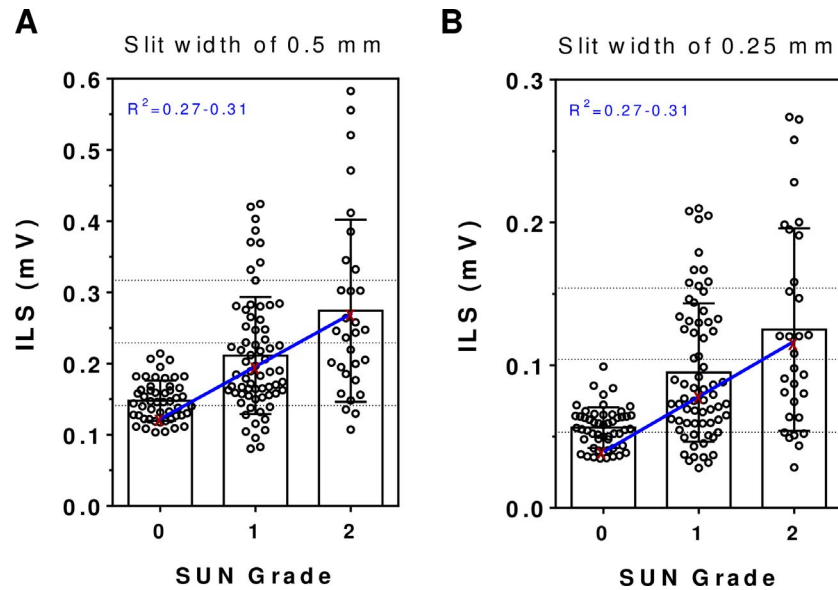 A
Slit width of 0.5 mm
R²=0.27-0.31
0.6
0.5
0.4
0.3
0.2
0.1
0.0
ILS (mV)
0 1 2
SUN Grade
B
Slit width of 0.25 mm
R²=0.27-0.31
0.3
0.2
0.1
0.0
ILS (mV)
0 1 2
SUN Grade